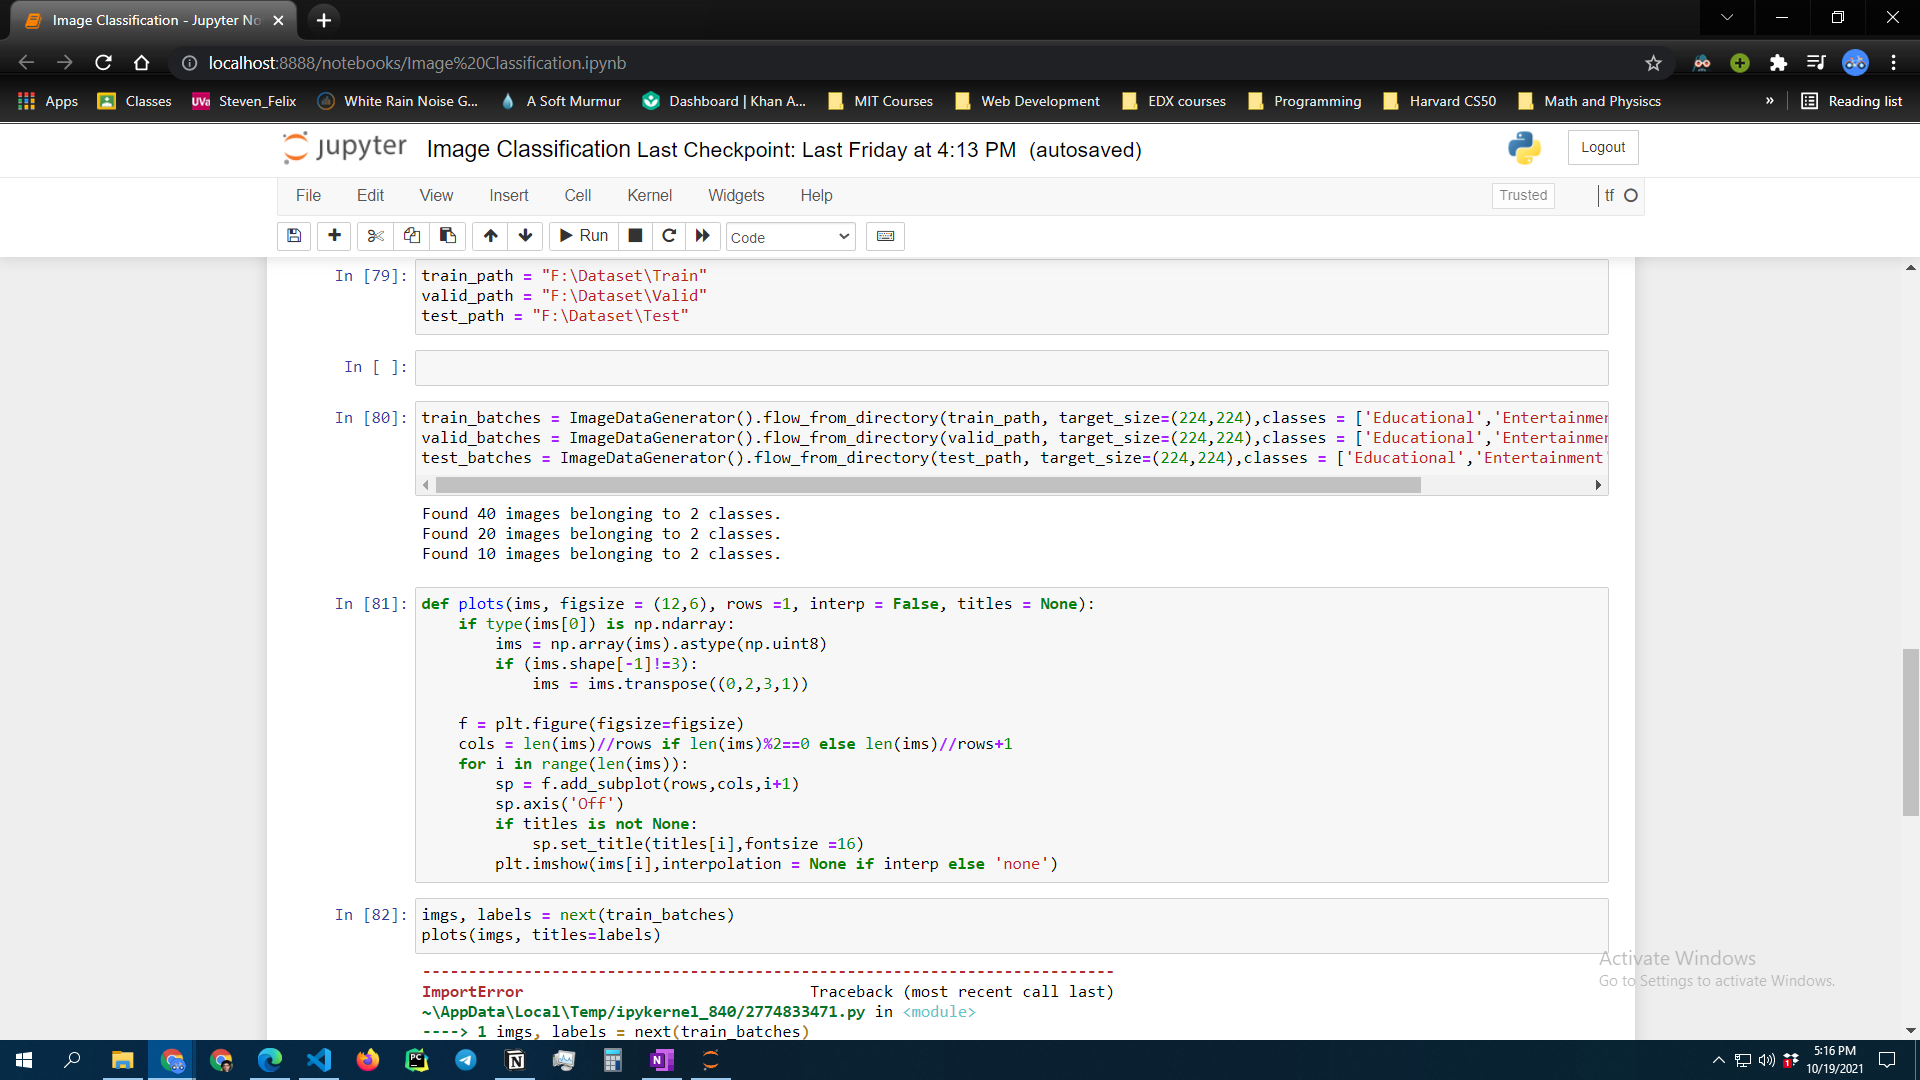 Image Classification - Jupyter No
localhost:8888/notebooks/Image%20Classification.ipynb
Apps
Classes
UVa
Steven_Felix
White Rain Noise G...
A Soft Murmur
Dashboard | Khan A...
MIT Courses
Web Development
EDX courses
Programming
Harvard CS50
Math and Physiscs
»
Reading list
jupyter
Image Classification Last Checkpoint: Last Friday at 4:13 PM (autosaved)
Logout
File
Edit
View
Insert
Cell
Kernel
Widgets
Help
Trusted
tf
Run
Code
In [79]:
train_path = "F:\Dataset\Train"
valid_path = "F:\Dataset\Valid"
test_path = "F:\Dataset\Test"
In [ ]:
In [80]:
train_batches = ImageDataGenerator().flow_from_directory(train_path, target_size=(224,224),classes = ['Educational','Entertainmer
valid_batches = ImageDataGenerator().flow_from_directory(valid_path, target_size=(224,224),classes = ['Educational','Entertainmer
test_batches = ImageDataGenerator().flow_from_directory(test_path, target_size=(224,224),classes = ['Educational','Entertainment'
Found 40 images belonging to 2 classes.
Found 20 images belonging to 2 classes.
Found 10 images belonging to 2 classes.
In [81]:
def plots(ims, figsize = (12,6), rows =1, interp = False, titles = None):
    if type(ims[0]) is np.ndarray:
        ims = np.array(ims).astype(np.uint8)
        if (ims.shape[-1]!=3):
            ims = ims.transpose((0,2,3,1))
    f = plt.figure(figsize=figsize)
    cols = len(ims)//rows if len(ims)%2==0 else len(ims)//rows+1
    for i in range(len(ims)):
        sp = f.add_subplot(rows,cols,i+1)
        sp.axis('Off')
        if titles is not None:
            sp.set_title(titles[i],fontsize =16)
        plt.imshow(ims[i],interpolation = None if interp else 'none')
In [82]:
imgs, labels = next(train_batches)
plots(imgs, titles=labels)
---------------------------------------------------------------------------
ImportError                               Traceback (most recent call last)
~\AppData\Local\Temp/ipykernel_840/2774833471.py in <module>
----> 1 imgs, labels = next(train_batches)
Activate Windows
Go to Settings to activate Windows.
5:16 PM
10/19/2021